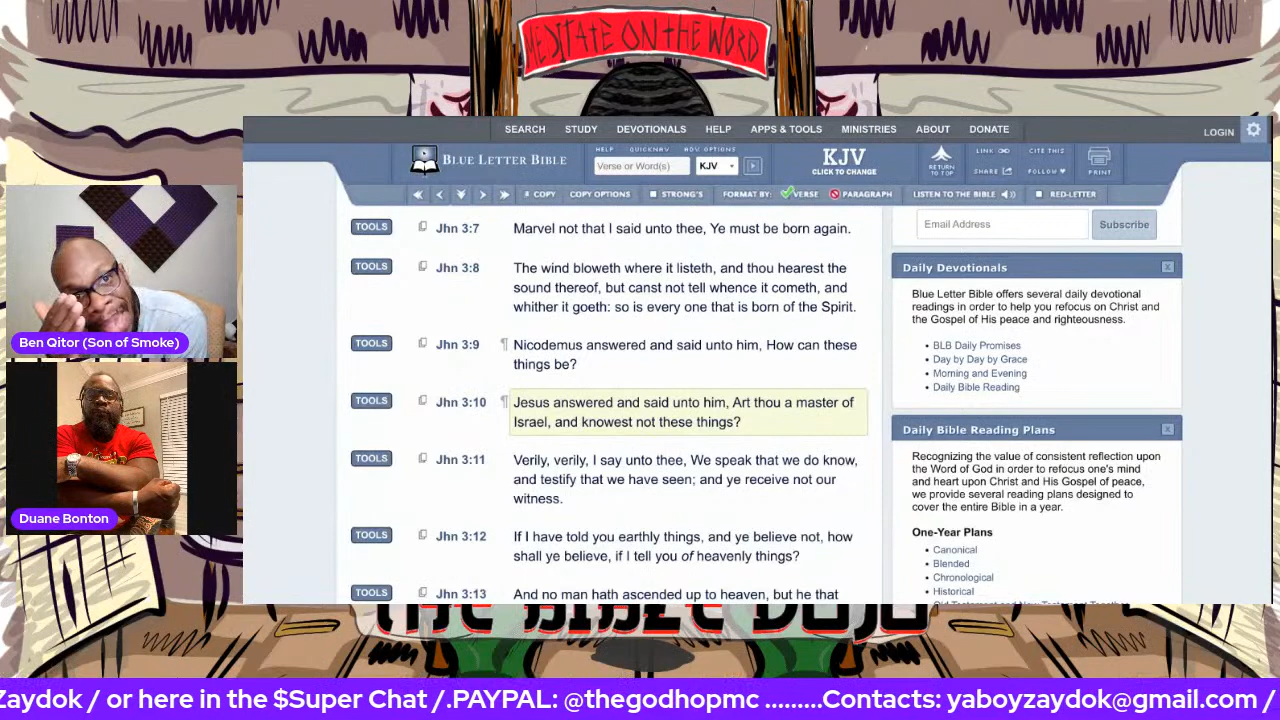 MEDITATE ON THE WORD
SEARCH STUDY DEVOTIONALS HELP APPS & TOOLS MINISTRIES ABOUT DONATE
LOGIN
BLUE LETTER BIBLE
HELP QUICKNAV ADV. OPTIONS
Verse or Word(s) KJV
KJV
CLICK TO CHANGE
RETURN
TO TOP
LINK CITE THIS
SHARE FOLLOW
PRINT
COPY COPY OPTIONS STRONG'S FORMAT BY: VERSE PARAGRAPH LISTEN TO THE BIBLE RED-LETTER
TOOLS Jhn 3:7 Marvel not that I said unto thee, Ye must be born again.
TOOLS Jhn 3:8 The wind bloweth where it listeth, and thou hearest the
sound thereof, but canst not tell whence it cometh, and
whither it goeth: so is every one that is born of the Spirit.
TOOLS Jhn 3:9 ¶ Nicodemus answered and said unto him, How can these
things be?
TOOLS Jhn 3:10 ¶ Jesus answered and said unto him, Art thou a master of
Israel, and knowest not these things?
TOOLS Jhn 3:11 Verily, verily, I say unto thee, We speak that we do know,
and testify that we have seen; and ye receive not our
witness.
TOOLS Jhn 3:12 If I have told you earthly things, and ye believe not, how
shall ye believe, if I tell you of heavenly things?
TOOLS Jhn 3:13 And no man hath ascended up to heaven, but he that
Email Address Subscribe
Daily Devotionals
Blue Letter Bible offers several daily devotional
readings in order to help you refocus on Christ and
the Gospel of His peace and righteousness.
• BLB Daily Promises
• Day by Day by Grace
• Morning and Evening
• Daily Bible Reading
Daily Bible Reading Plans
Recognizing the value of consistent reflection upon
the Word of God in order to refocus one's mind
and heart upon Christ and His Gospel of peace,
we provide several reading plans designed to
cover the entire Bible in a year.
One-Year Plans
• Canonical
• Blended
• Chronological
• Historical
Ben Qitor (Son of Smoke)
Duane Bonton
THE BIBLE DOJO
Zaydok / or here in the $Super Chat /.PAYPAL: @thegodhopmc .........Contacts: yaboyzaydok@gmail.com /